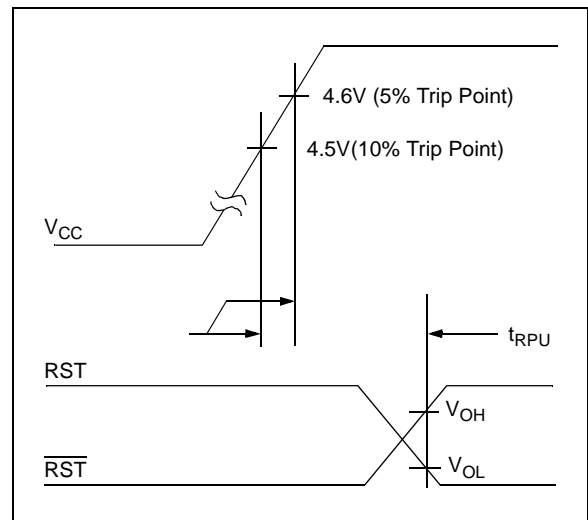 4.6V (5% Trip Point)
4.5V(10% Trip Point)
VCC
tRPU
RST
VOH
RST
VOL